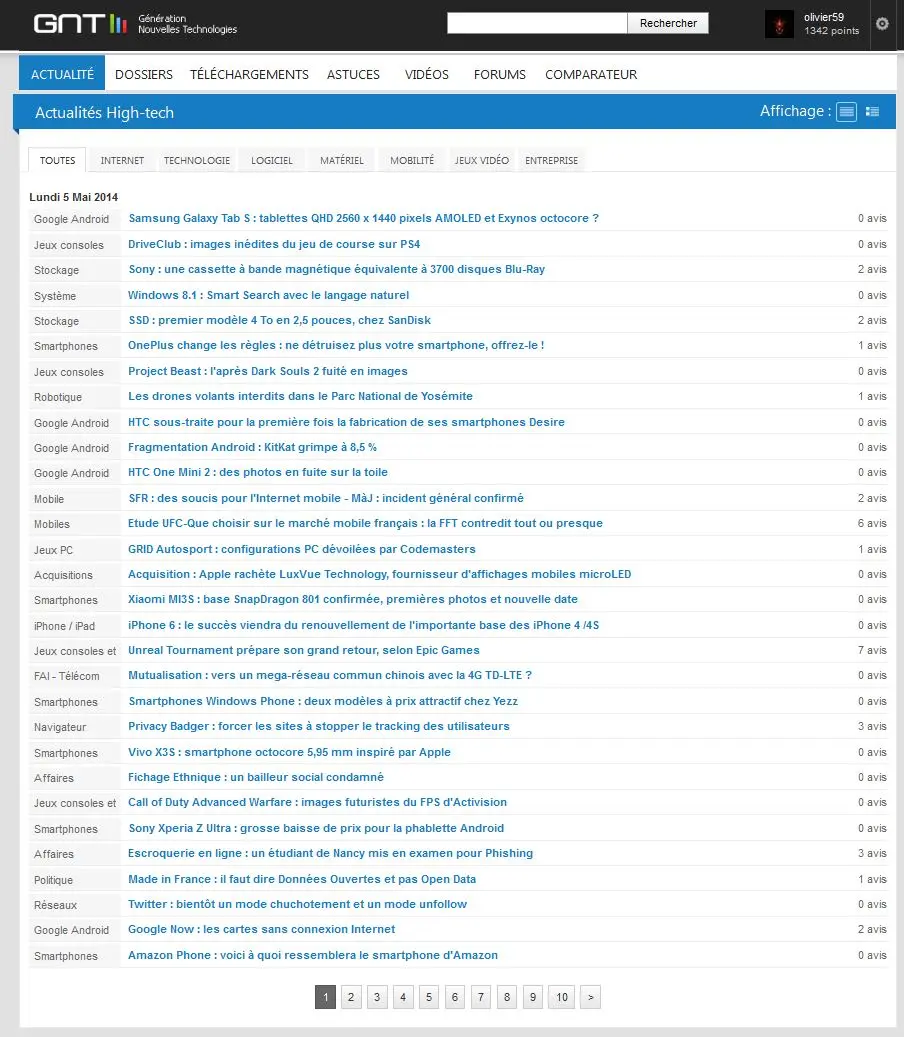 GNT Génération
Nouvelles Technologies
Rechercher
olivier59
1342 points
ACTUALITÉ DOSSIERS TÉLÉCHARGEMENTS ASTUCES VIDÉOS FORUMS COMPARATEUR
Actualités High-tech Affichage :
TOUTES INTERNET TECHNOLOGIE LOGICIEL MATÉRIEL MOBILITÉ JEUX VIDÉO ENTREPRISE
Lundi 5 Mai 2014
Google Android Samsung Galaxy Tab S : tablettes QHD 2560 x 1440 pixels AMOLED et Exynos octocore ? 0 avis
Jeux consoles DriveClub : images inédites du jeu de course sur PS4 0 avis
Stockage Sony : une cassette à bande magnétique équivalente à 3700 disques Blu-Ray 2 avis
Système Windows 8.1 : Smart Search avec le langage naturel 0 avis
Stockage SSD : premier modèle 4 To en 2,5 pouces, chez SanDisk 2 avis
Smartphones OnePlus change les règles : ne détruisez plus votre smartphone, offrez-le ! 1 avis
Jeux consoles Project Beast : l'après Dark Souls 2 fuité en images 0 avis
Robotique Les drones volants interdits dans le Parc National de Yosémite 1 avis
Google Android HTC sous-traite pour la première fois la fabrication de ses smartphones Desire 0 avis
Google Android Fragmentation Android : KitKat grimpe à 8,5 % 0 avis
Google Android HTC One Mini 2 : des photos en fuite sur la toile 0 avis
Mobile SFR : des soucis pour l'Internet mobile - MàJ : incident général confirmé 2 avis
Mobiles Etude UFC-Que choisir sur le marché mobile français : la FFT contredit tout ou presque 6 avis
Jeux PC GRID Autosport : configurations PC dévoilées par Codemasters 1 avis
Acquisitions Acquisition : Apple rachète LuxVue Technology, fournisseur d'affichages mobiles microLED 0 avis
Smartphones Xiaomi MI3S : base SnapDragon 801 confirmée, premières photos et nouvelle date 0 avis
iPhone / iPad iPhone 6 : le succès viendra du renouvellement de l'importante base des iPhone 4 /4S 0 avis
Jeux consoles et Unreal Tournament prépare son grand retour, selon Epic Games 7 avis
FAI - Télécom Mutualisation : vers un mega-réseau commun chinois avec la 4G TD-LTE ? 0 avis
Smartphones Smartphones Windows Phone : deux modèles à prix attractif chez Yezz 0 avis
Navigateur Privacy Badger : forcer les sites à stopper le tracking des utilisateurs 3 avis
Smartphones Vivo X3S : smartphone octocore 5,95 mm inspiré par Apple 0 avis
Affaires Fichage Ethnique : un bailleur social condamné 0 avis
Jeux consoles et Call of Duty Advanced Warfare : images futuristes du FPS d'Activision 0 avis
Smartphones Sony Xperia Z Ultra : grosse baisse de prix pour la phablette Android 0 avis
Affaires Escroquerie en ligne : un étudiant de Nancy mis en examen pour Phishing 3 avis
Politique Made in France : il faut dire Données Ouvertes et pas Open Data 1 avis
Réseaux Twitter : bientôt un mode chuchotement et un mode unfollow 0 avis
Google Android Google Now : les cartes sans connexion Internet 2 avis
Smartphones Amazon Phone : voici à quoi ressemblera le smartphone d'Amazon 0 avis
1 2 3 4 5 6 7 8 9 10 >